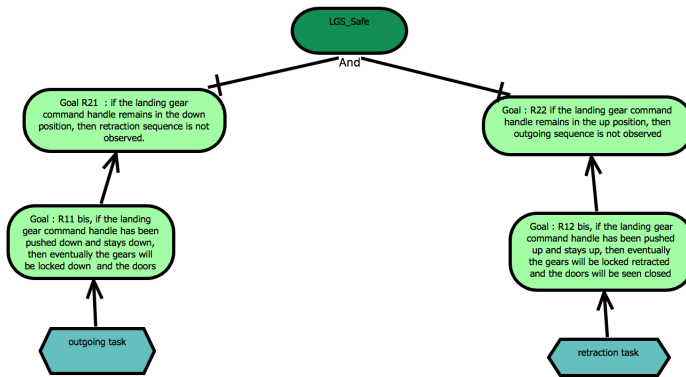 LGS_Safe
And
Goal R21 : if the landing gear
command handle remains in the down
position, then retraction sequence is not
observed.
Goal : R22 if the landing gear command
handle remains in the up position, then
outgoing sequence is not observed
Goal : R11 bis, if the landing
gear command handle has been
pushed down and stays down,
then eventually the gears will
be locked down and the doors
Goal : R12 bis, if the landing gear
command handle has been pushed
up and stays up, then eventually
the gears will be locked retracted
and the doors will be seen closed
outgoing task
retraction task